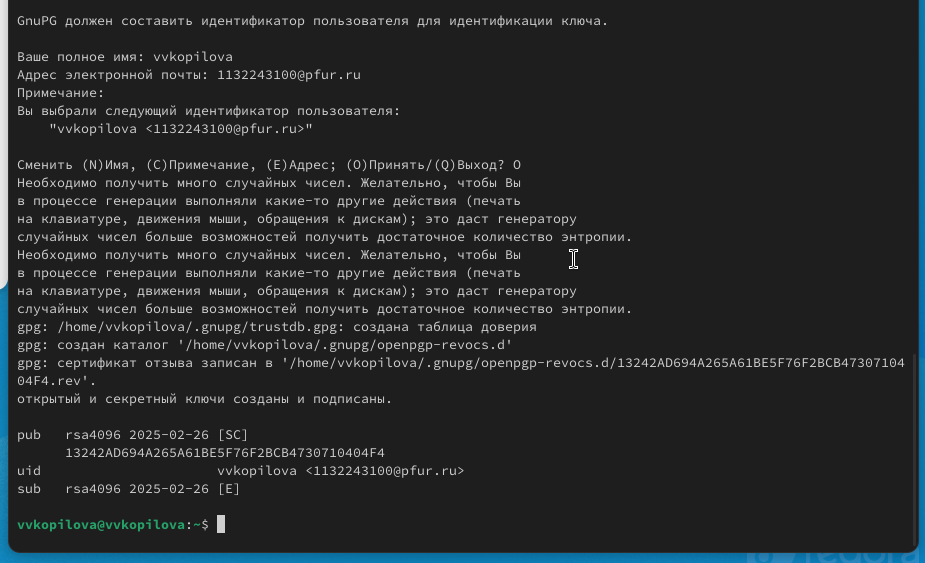 GnuPG должен составить идентификатор пользователя для идентификации ключа.
Ваше полное имя: vvkopilova
Адрес электронной почты: 1132243100@pfur.ru
Примечание:
Вы выбрали следующий идентификатор пользователя:
    "vvkopilova <1132243100@pfur.ru>"
Сменить (N)Имя, (C)Примечание, (E)Адрес; (O)Принять/(Q)Выход? O
Необходимо получить много случайных чисел. Желательно, чтобы Вы
в процессе генерации выполняли какие-то другие действия (печать
на клавиатуре, движения мыши, обращения к дискам); это даст генератору
случайных чисел больше возможностей получить достаточное количество энтропии.
Необходимо получить много случайных чисел. Желательно, чтобы Вы
в процессе генерации выполняли какие-то другие действия (печать
на клавиатуре, движения мыши, обращения к дискам); это даст генератору
случайных чисел больше возможностей получить достаточное количество энтропии.
gpg: /home/vvkopilova/.gnupg/trustdb.gpg: создана таблица доверия
gpg: создан каталог '/home/vvkopilova/.gnupg/openpgp-revocs.d'
gpg: сертификат отзыва записан в '/home/vvkopilova/.gnupg/openpgp-revocs.d/13242AD694A265A61BE5F76F2BCB47307104
04F4.rev'.
открытый и секретный ключи созданы и подписаны.
pub   rsa4096 2025-02-26 [SC]
      13242AD694A265A61BE5F76F2BCB4730710404F4
uid                      vvkopilova <1132243100@pfur.ru>
sub   rsa4096 2025-02-26 [E]
vvkopilova@vvkopilova:~$